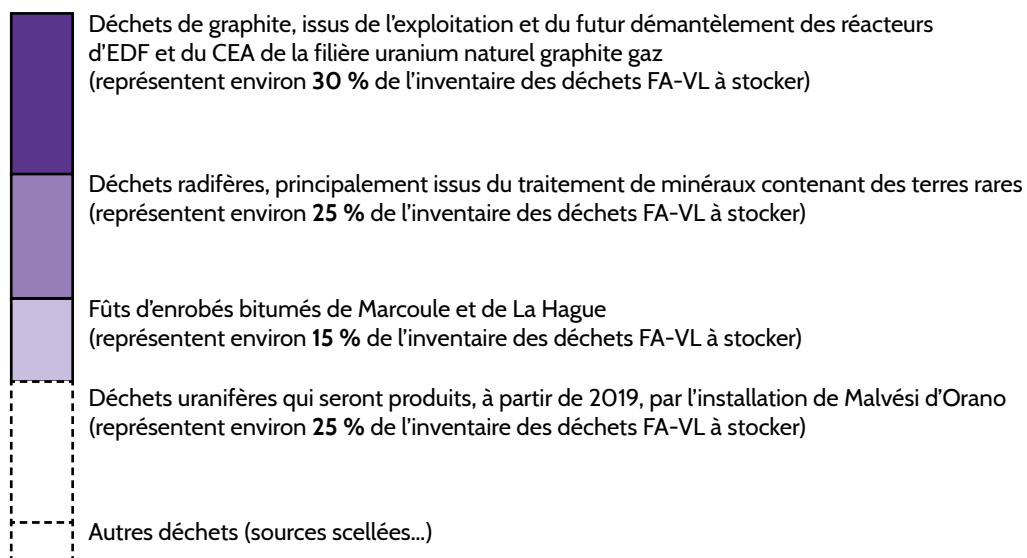 Déchets de graphite, issus de l'exploitation et du futur démantèlement des réacteurs
d'EDF et du CEA de la filière uranium naturel graphite gaz
(représentent environ 30 % de l'inventaire des déchets FA-VL à stocker)
Déchets radifères, principalement issus du traitement de minéraux contenant des terres rares
(représentent environ 25 % de l'inventaire des déchets FA-VL à stocker)
Fûts d'enrobés bitumés de Marcoule et de La Hague
(représentent environ 15 % de l'inventaire des déchets FA-VL à stocker)
Déchets uranifères qui seront produits, à partir de 2019, par l'installation de Malvési d'Orano
(représentent environ 25 % de l'inventaire des déchets FA-VL à stocker)
Autres déchets (sources scellées...)